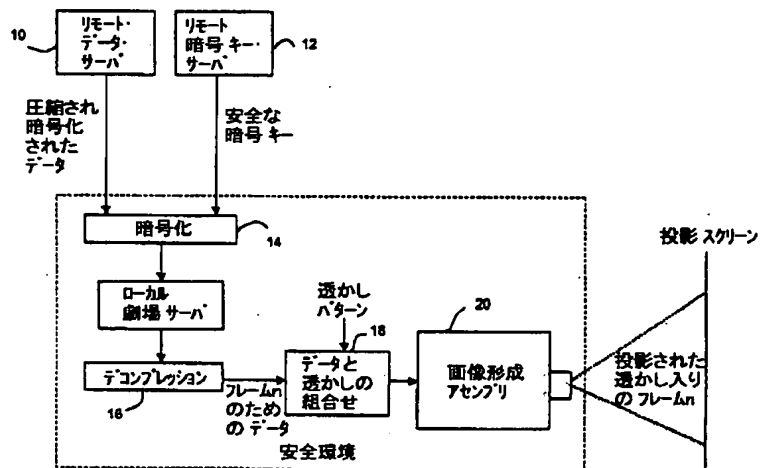 10
リモート・
データ・
サーバ
リモート
暗号キー・
サーバ
12
圧縮され
暗号化
された
データ
安全な
暗号キー
暗号化
14
投影スクリーン
ローカル
劇場サーバ
透かし
パターン
18
20
デコンプレッション
16
フレームn
のため
の データ
データと
透かしの
組合せ
画像形成
アセンブリ
投影された
透かし入り
の フレームn
安全環境